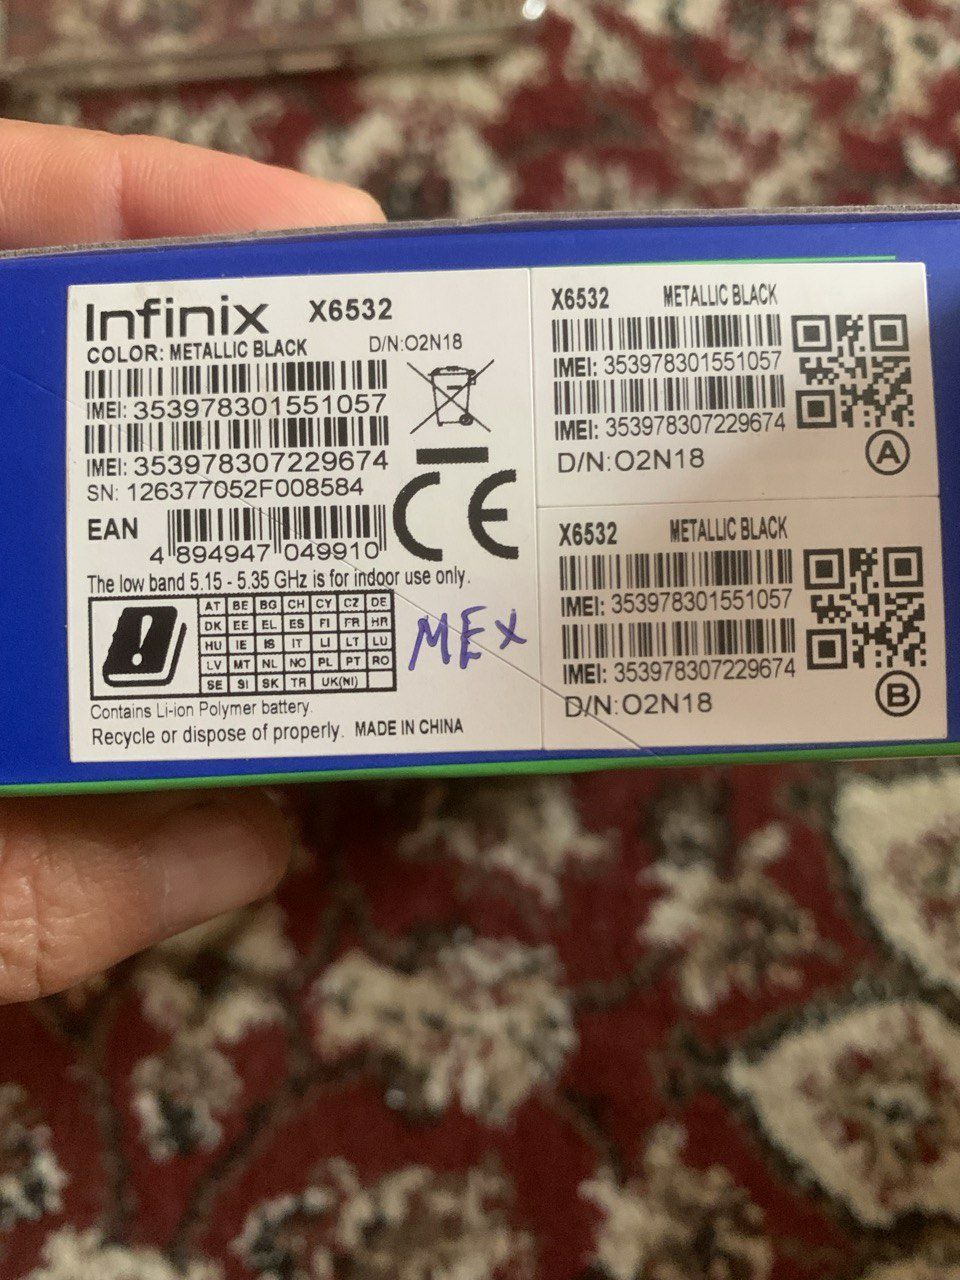 Infinix X6532
COLOR: METALLIC BLACK D/N:O2N18
IMEI: 353978301551057
IMEI: 353978307229674
SN: 126377052F008584
EAN
4 894947 049910
The low band 5.15 - 5.35 GHz is for indoor use only.
AT BE BG CH CY CZ DE
DK EE EL ES FI FR HR
HU IE IS IT LI LT LU
LV MT NL NO PL PT RO
SE SI SK TR UK(NI)
MEX
Contains Li-ion Polymer battery.
Recycle or dispose of properly. MADE IN CHINA
X6532 METALLIC BLACK
IMEI: 353978301551057
IMEI: 353978307229674
D/N:O2N18
A
X6532 METALLIC BLACK
IMEI: 353978301551057
IMEI: 353978307229674
D/N:O2N18
B